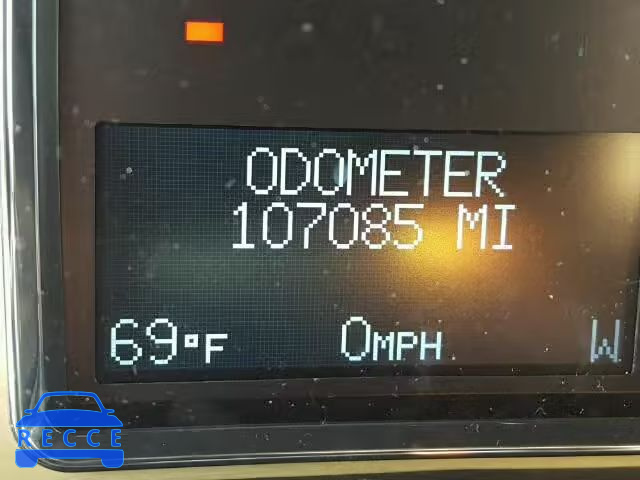 ODOMETER
107085 MI
69°F 0MPH W
RECCE